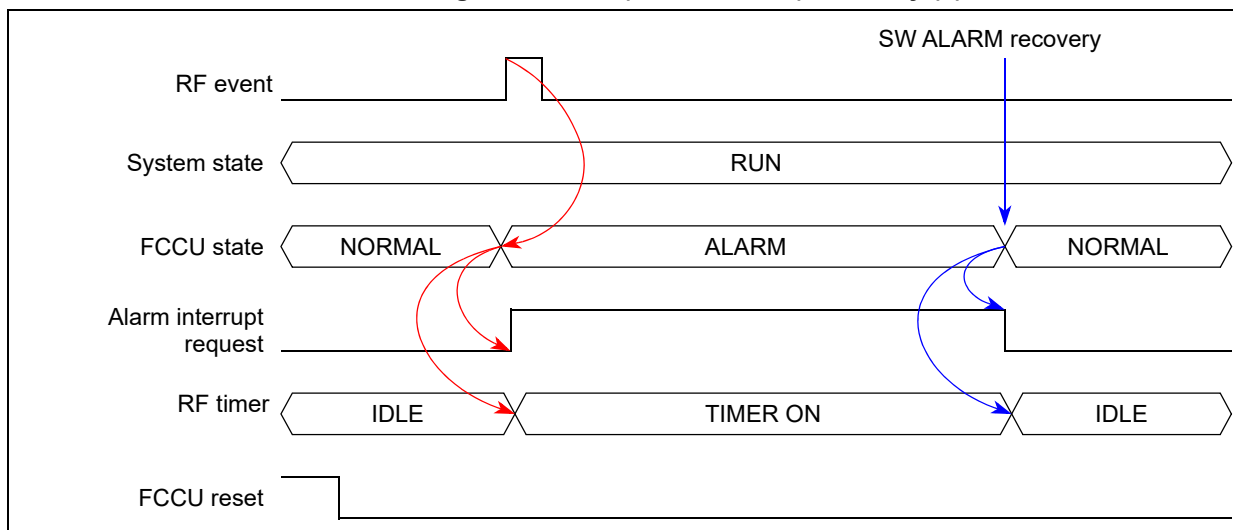 SW ALARM recovery
RF event
System state
RUN
FCCU state
NORMAL
ALARM
NORMAL
Alarm interrupt
request
RF timer
IDLE
TIMER ON
IDLE
FCCU reset